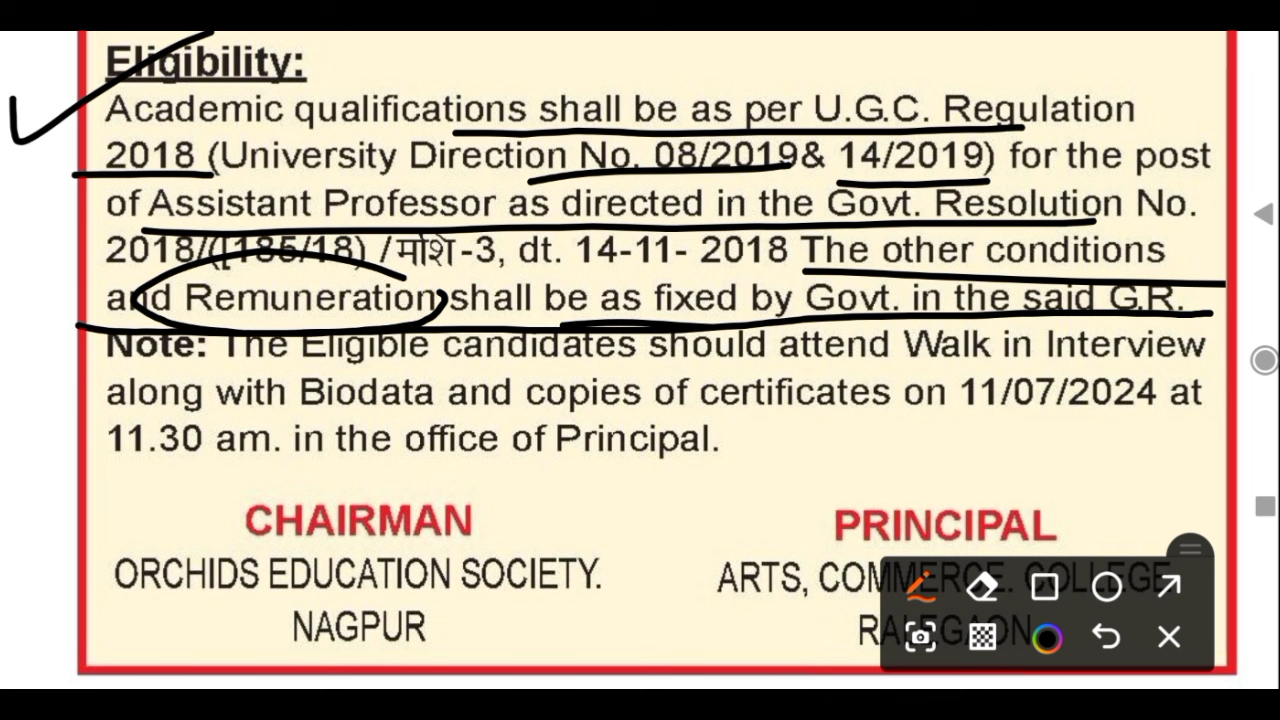 Eligibility:
Academic qualifications shall be as per U.G.C. Regulation
2018 (University Direction No. 08/2019& 14/2019) for the post
of Assistant Professor as directed in the Govt. Resolution No.
2018/([185/18) /मशि-3, dt. 14-11- 2018 The other conditions
and Remuneration shall be as fixed by Govt. in the said G.R.
Note: The Eligible candidates should attend Walk in Interview
along with Biodata and copies of certificates on 11/07/2024 at
11.30 am. in the office of Principal.
CHAIRMAN
ORCHIDS EDUCATION SOCIETY.
NAGPUR
PRINCIPAL
ARTS, COMMERCE. COLLEGE
RALEGAON